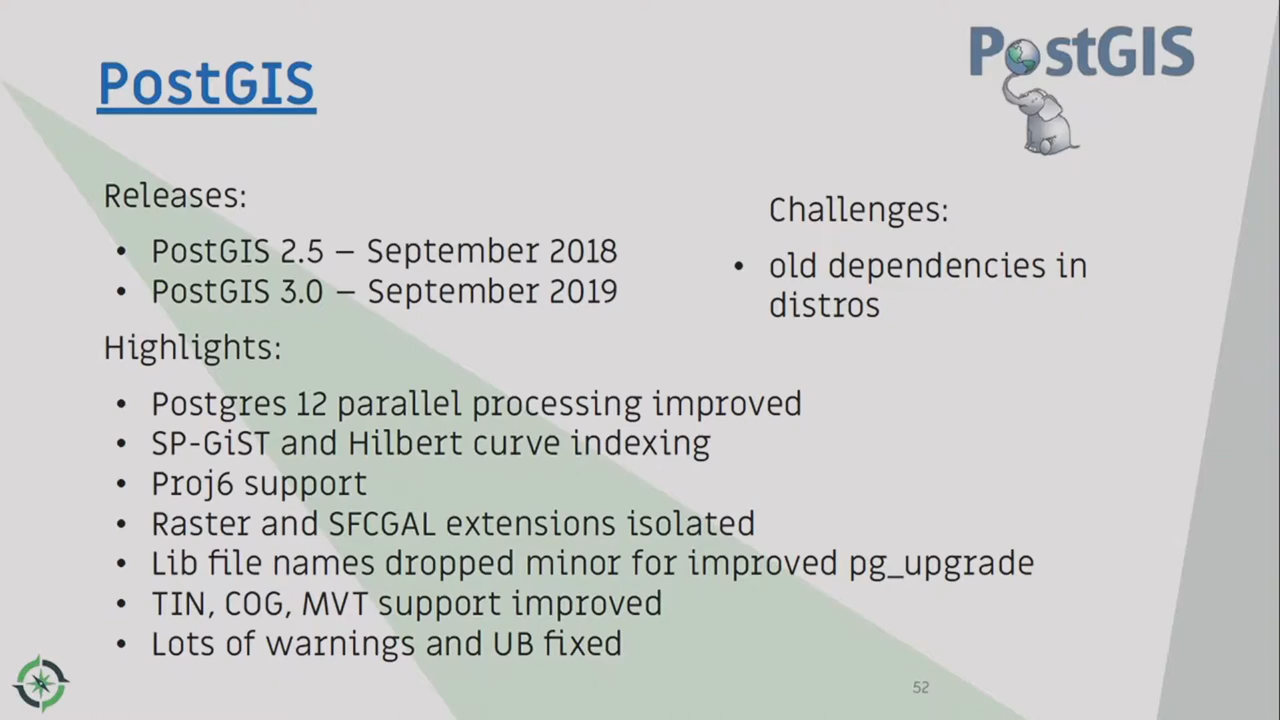 PostGIS
PostGIS
Releases:
• PostGIS 2.5 – September 2018
• PostGIS 3.0 – September 2019
Highlights:
• Postgres 12 parallel processing improved
• SP-GiST and Hilbert curve indexing
• Proj6 support
• Raster and SFCGAL extensions isolated
• Lib file names dropped minor for improved pg_upgrade
• TIN, COG, MVT support improved
• Lots of warnings and UB fixed
Challenges:
• old dependencies in
distros
52